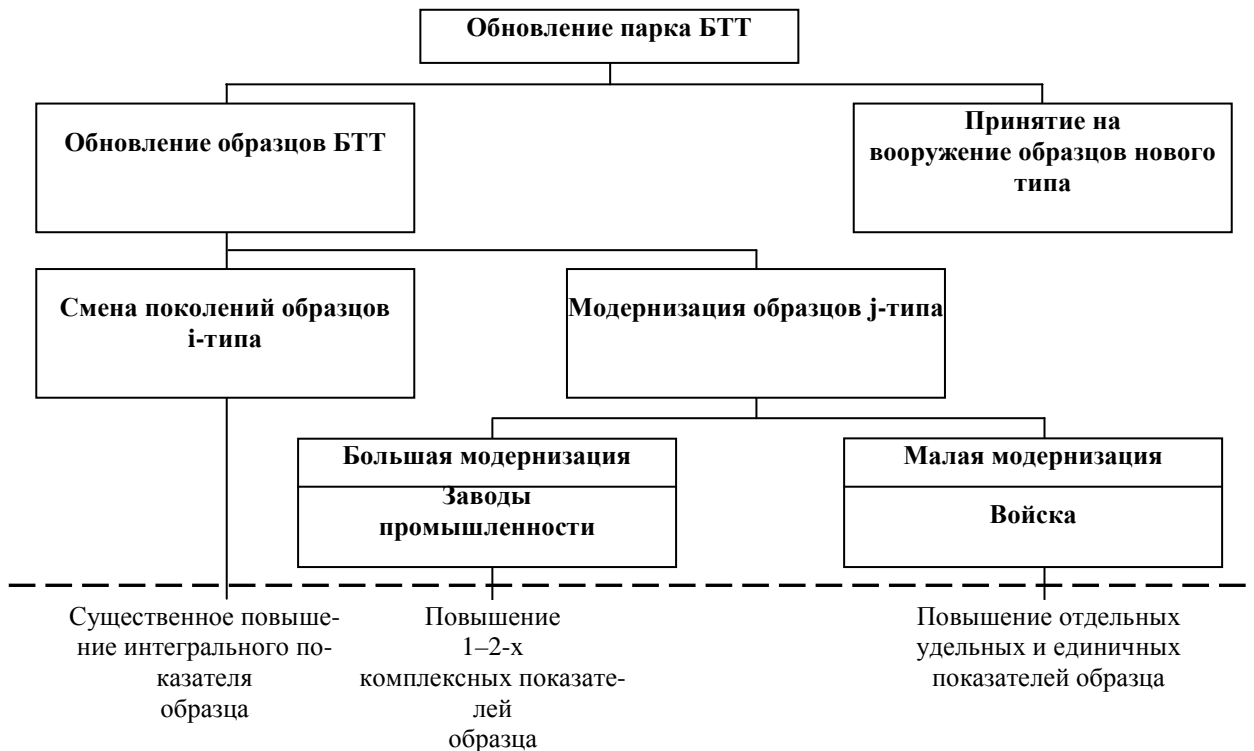 Обновление парка БТТ
Обновление образцов БТТ
Принятие на
вооружение образцов нового
типа
Смена поколений образцов
i-типа
Модернизация образцов j-типа
Большая модернизация
Заводы
промышленности
Малая модернизация
Войска
Существенное повыше-
ние интегрального по-
казателя
образца
Повышение
1–2-х
комплексных показате-
лей
образца
Повышение отдельных
удельных и единичных
показателей образца